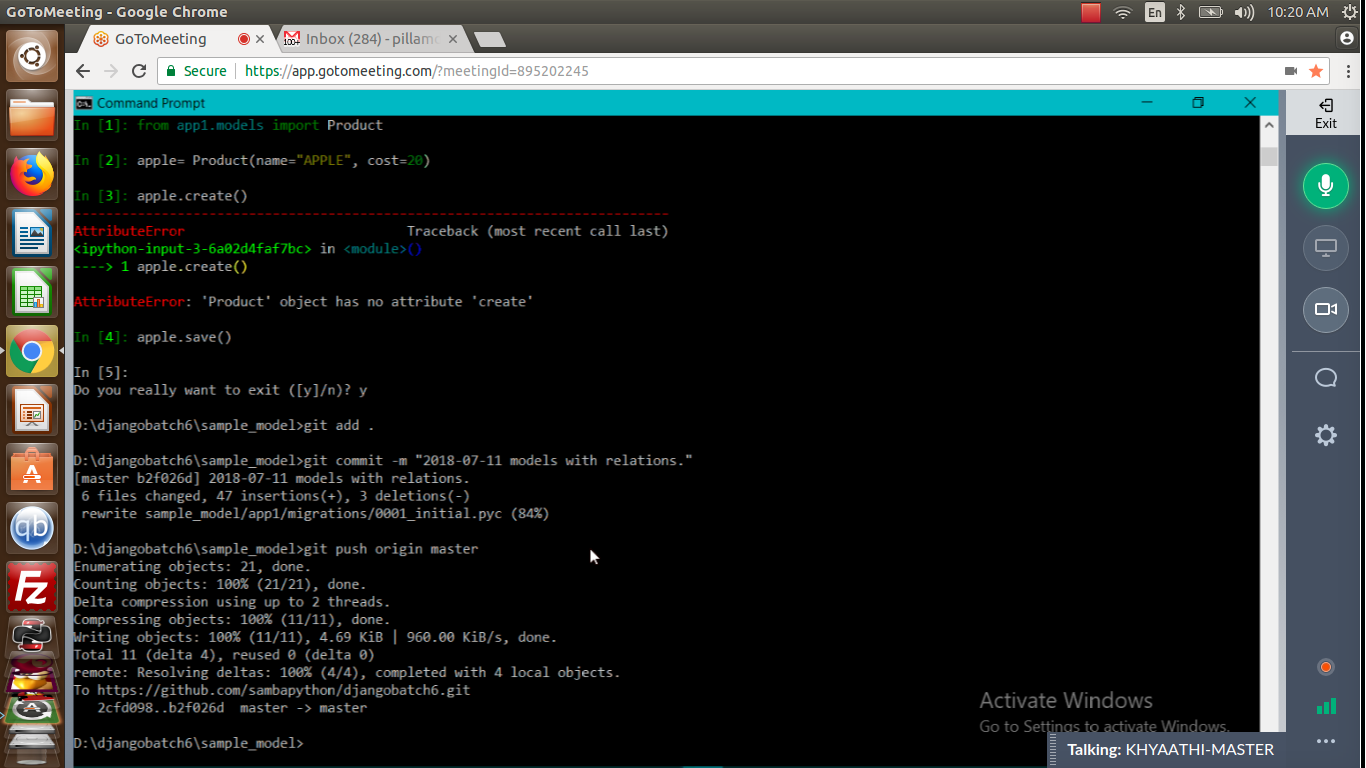 GoToMeeting - Google Chrome
En
10:20 AM
GoToMeeting
100+
Inbox (284) - pillamo
Secure
https://app.gotomeeting.com/?meetingId=895202245
Command Prompt
Exit
In [1]: from app1.models import Product
In [2]: apple= Product(name="APPLE", cost=20)
In [3]: apple.create()
---------------------------------------------------------------------------
AttributeError                            Traceback (most recent call last)
<ipython-input-3-6a02d4faf7bc> in <module>()
----> 1 apple.create()
AttributeError: 'Product' object has no attribute 'create'
In [4]: apple.save()
In [5]:
Do you really want to exit ([y]/n)? y
D:\djangobatch6\sample_model>git add .
D:\djangobatch6\sample_model>git commit -m "2018-07-11 models with relations."
[master b2f026d] 2018-07-11 models with relations.
6 files changed, 47 insertions(+), 3 deletions(-)
rewrite sample_model/app1/migrations/0001_initial.pyc (84%)
D:\djangobatch6\sample_model>git push origin master
Enumerating objects: 21, done.
Counting objects: 100% (21/21), done.
Delta compression using up to 2 threads.
Compressing objects: 100% (11/11), done.
Writing objects: 100% (11/11), 4.69 KiB | 960.00 KiB/s, done.
Total 11 (delta 4), reused 0 (delta 0)
remote: Resolving deltas: 100% (4/4), completed with 4 local objects.
To https://github.com/sambapython/djangobatch6.git
2cfd098..b2f026d  master -> master
D:\djangobatch6\sample_model>
Activate Windows
Go to Settings to activate Windows.
Talking: KHYAATHI-MASTER
qb
Fz